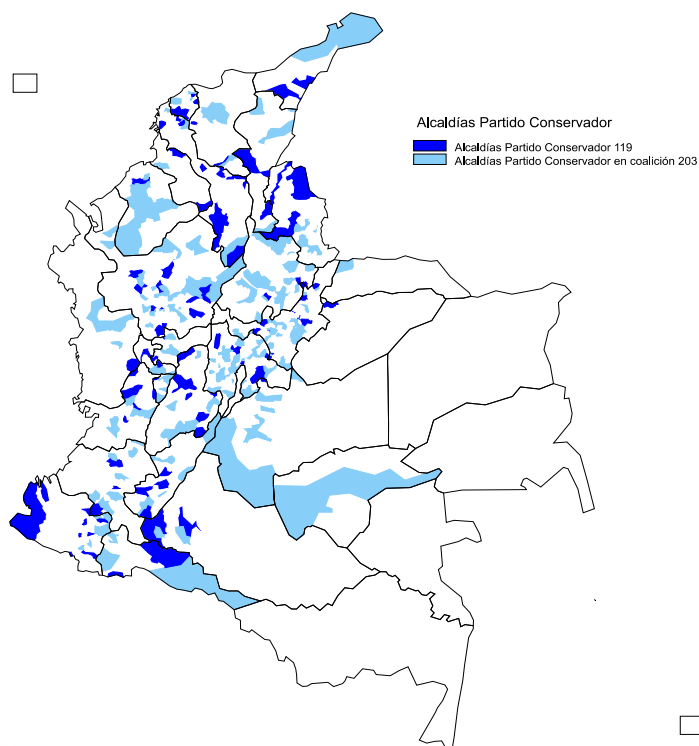 Alcaldías Partido Conservador
Alcaldías Partido Conservador 119
Alcaldías Partido Conservador en coalición 203